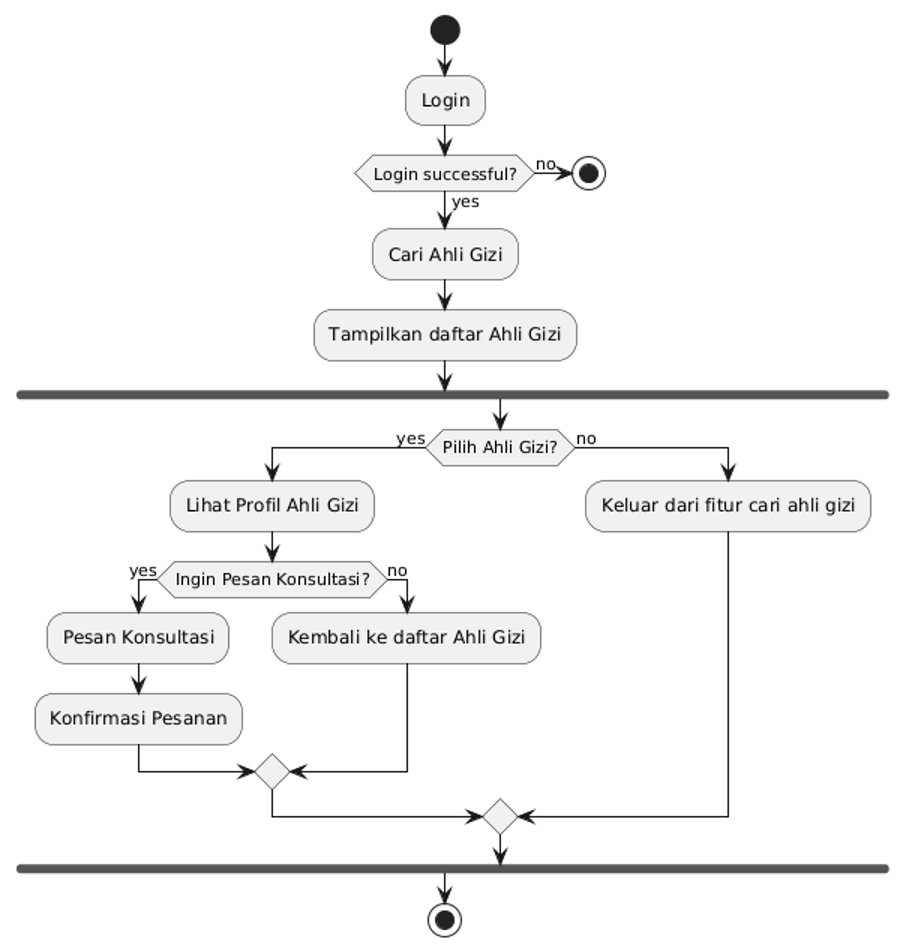 Login
Login successful?
no
yes
Cari Ahli Gizi
Tampilkan daftar Ahli Gizi
yes
Pilih Ahli Gizi?
no
Lihat Profil Ahli Gizi
Keluar dari fitur cari ahli gizi
yes
Ingin Pesan Konsultasi?
no
Pesan Konsultasi
Kembali ke daftar Ahli Gizi
Konfirmasi Pesanan